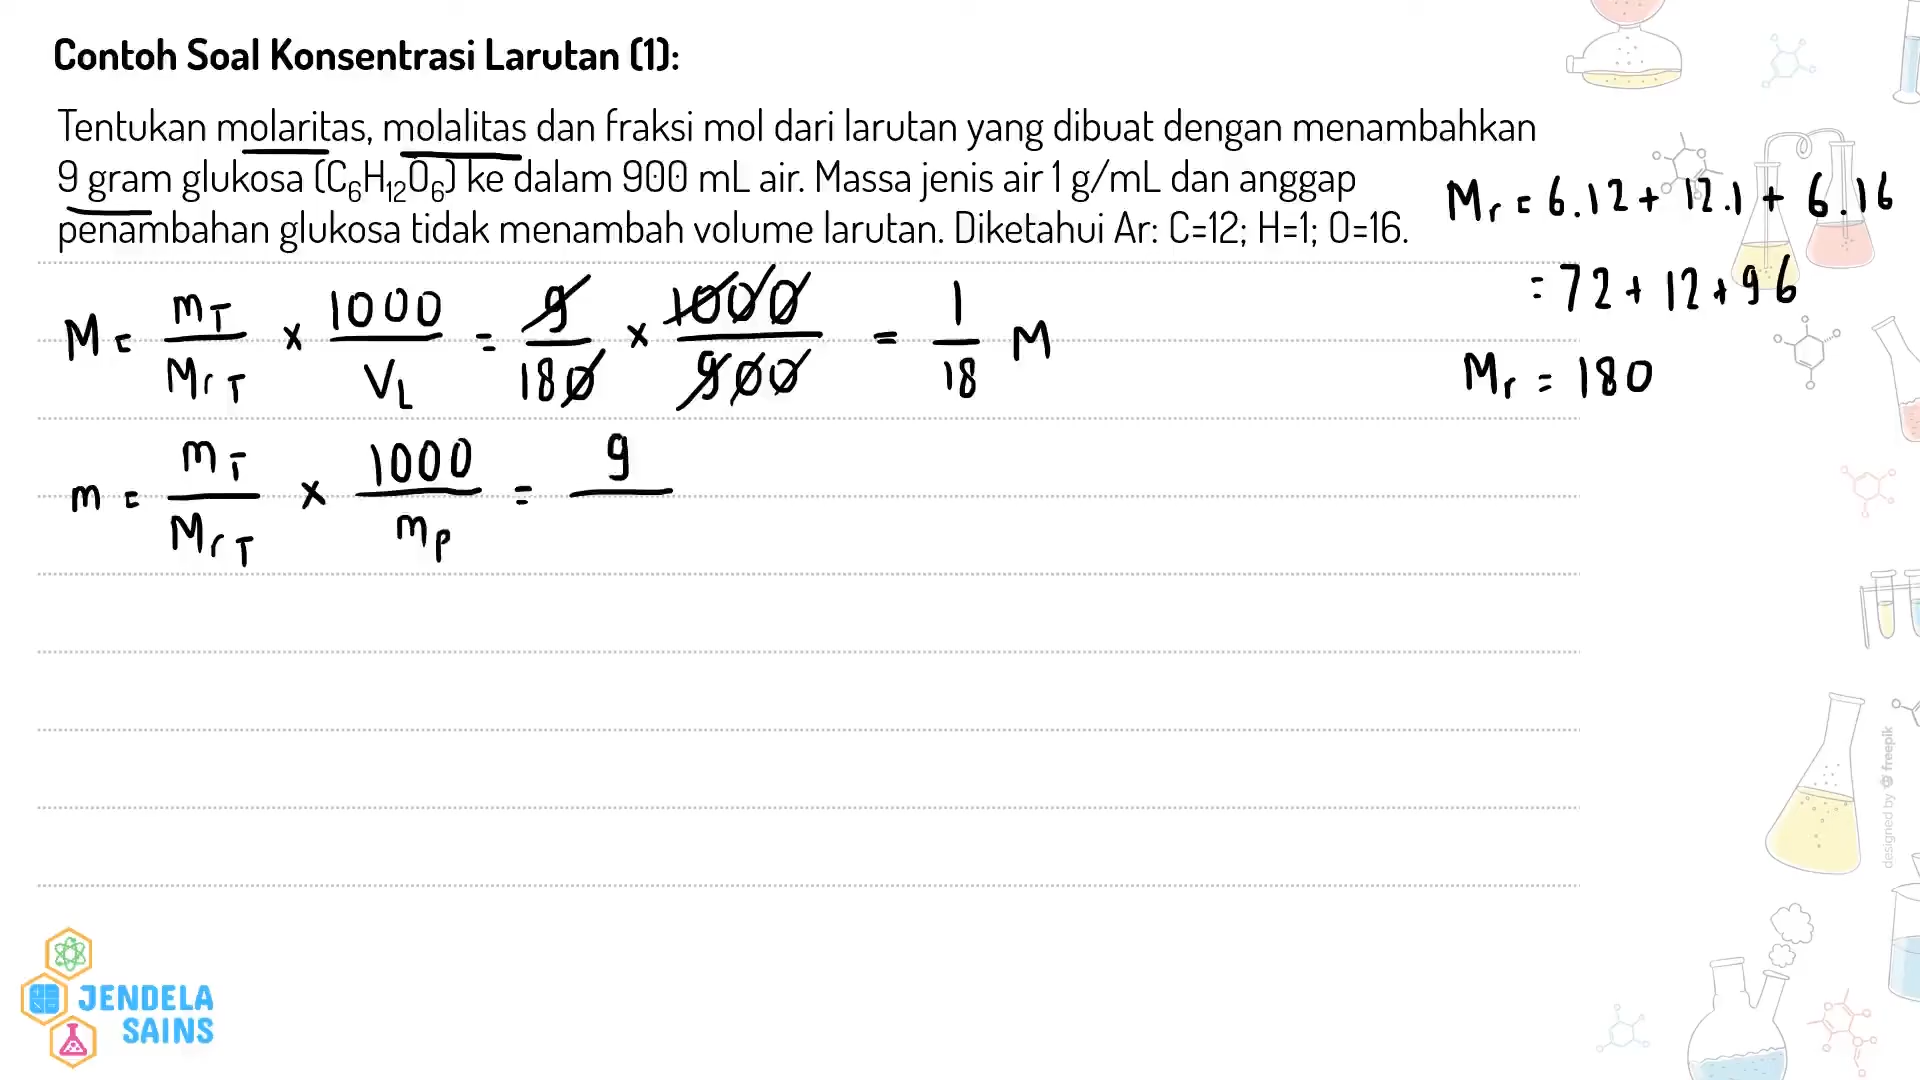 Contoh Soal Konsentrasi Larutan (1):
Tentukan molaritas, molalitas dan fraksi mol dari larutan yang dibuat dengan menambahkan
9 gram glukosa (C₆H₁₂O₆) ke dalam 900 mL air. Massa jenis air 1 g/mL dan anggap
penambahan glukosa tidak menambah volume larutan. Diketahui Ar: C=12; H=1; O=16.
Mr = 6.12 + 12.1 + 6.16
= 72 + 12 + 96
Mr = 180
M = mT/MrT × 1000/VL = 9/180 × 1000/900 = 1/18 M
m = mT/MrT × 1000/mp = 9/
designed by freepik
JENDELA
SAINS